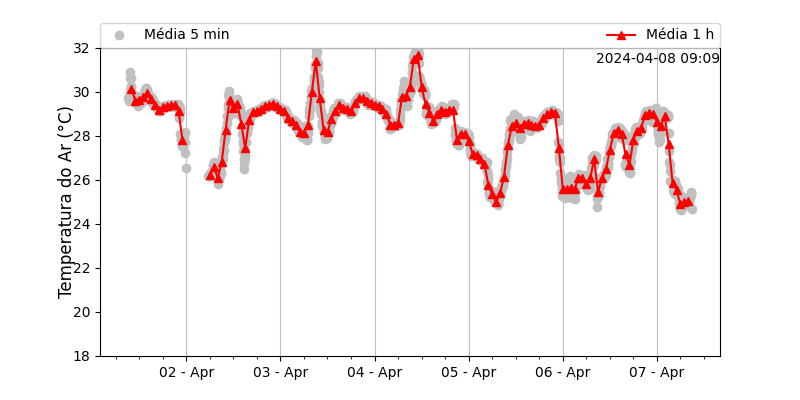 Média 5 min
Média 1 h
2024-04-08 09:09
Temperatura do Ar (°C)
32
30
28
26
24
22
20
18
02 - Apr
03 - Apr
04 - Apr
05 - Apr
06 - Apr
07 - Apr